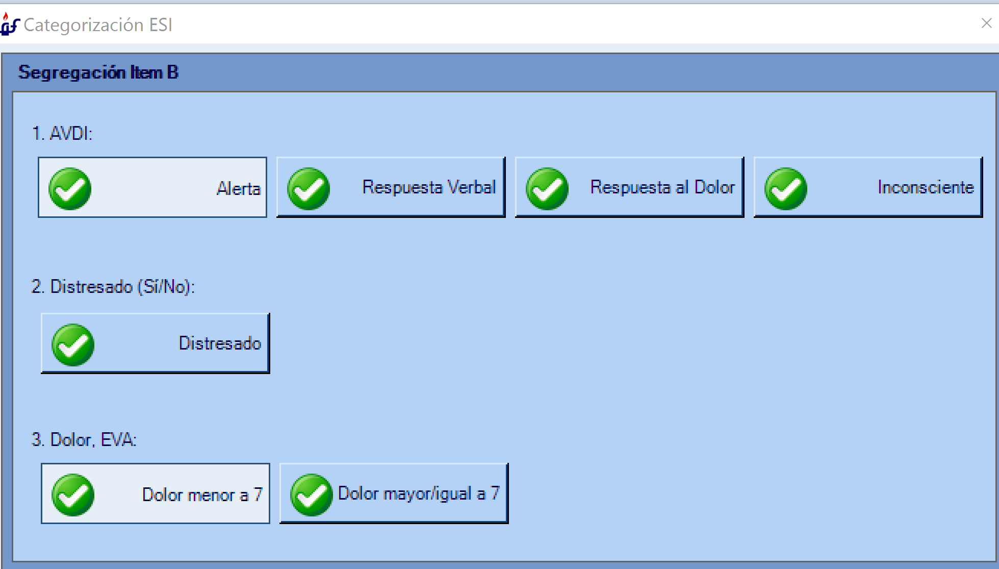 Categorización ESI
Segregación Item B
1. AVDI:
Alerta
Respuesta Verbal
Respuesta al Dolor
Inconsciente
2. Distresado (Sí/No):
Distresado
3. Dolor, EVA:
Dolor menor a 7
Dolor mayor/igual a 7